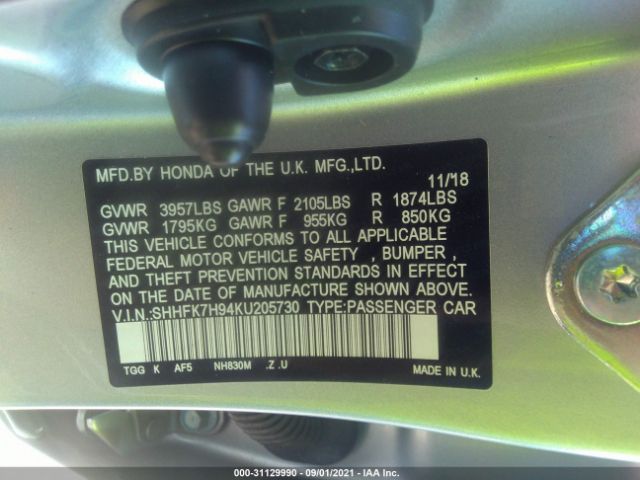 MFD.BY HONDA OF THE U.K. MFG.,LTD.
11/18
GVWR 3957LBS GAWR F 2105LBS R 1874LBS
GVWR 1795KG GAWR F 955KG R 850KG
THIS VEHICLE CONFORMS TO ALL APPLICABLE
FEDERAL MOTOR VEHICLE SAFETY , BUMPER ,
AND THEFT PREVENTION STANDARDS IN EFFECT
ON THE DATE OF MANUFACTURE SHOWN ABOVE.
V.I.N.:SHHFK7H94KU205730 TYPE:PASSENGER CAR
TGG K AF5 NH830M .Z .U MADE IN U.K.
000-31129990 - 09/01/2021 - IAA Inc.